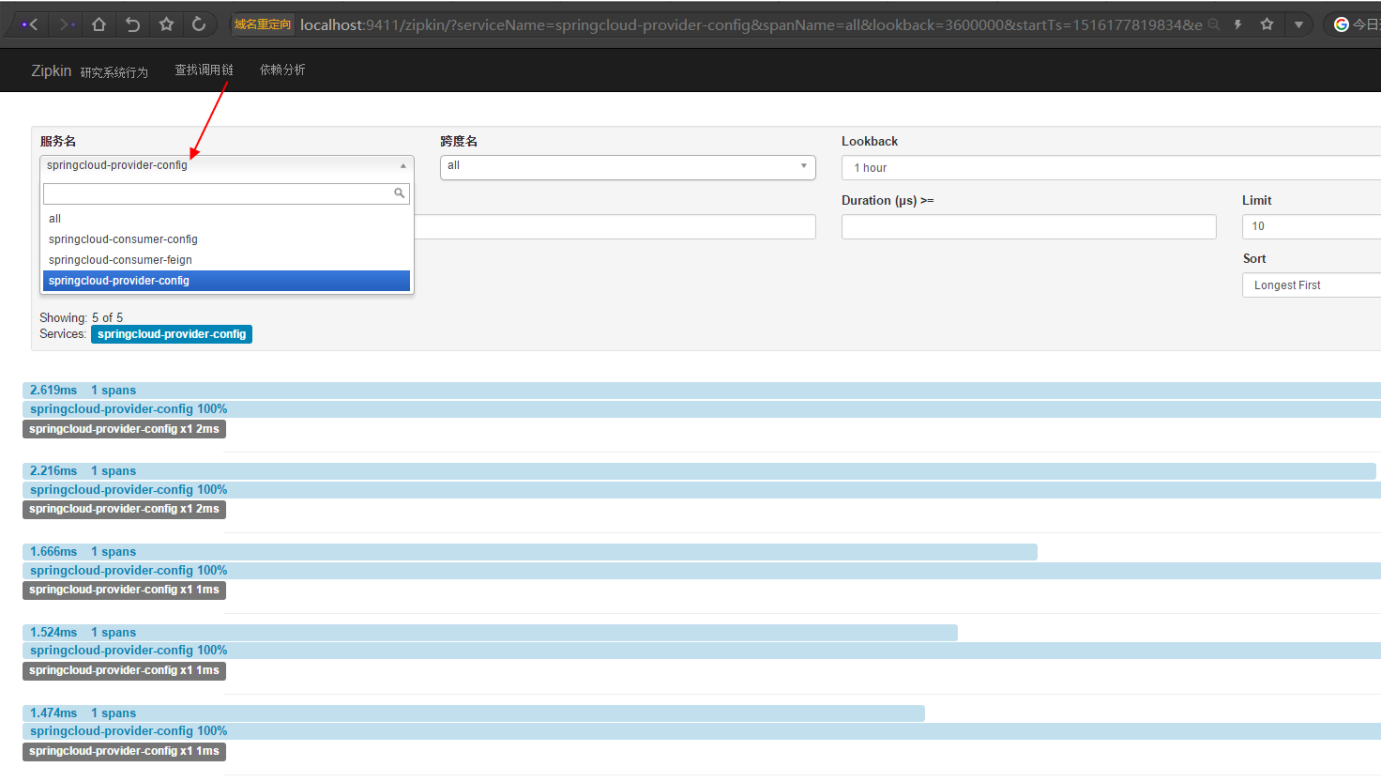 域名重定向 localhost:9411/zipkin/?serviceName=springcloud-provider-config&spanName=all&lookback=3600000&startTs=1516177819834&e
Zipkin 研究系统行为 查找调用链 依赖分析
服务名 跨度名 Lookback
springcloud-provider-config all 1 hour
Duration (μs) >= Limit
all
10
springcloud-consumer-config
springcloud-consumer-feign Sort
springcloud-provider-config Longest First
Showing: 5 of 5
Services: springcloud-provider-config
2.619ms 1 spans
springcloud-provider-config 100%
springcloud-provider-config x1 2ms
2.216ms 1 spans
springcloud-provider-config 100%
springcloud-provider-config x1 2ms
1.666ms 1 spans
springcloud-provider-config 100%
springcloud-provider-config x1 1ms
1.524ms 1 spans
springcloud-provider-config 100%
springcloud-provider-config x1 1ms
1.474ms 1 spans
springcloud-provider-config 100%
springcloud-provider-config x1 1ms